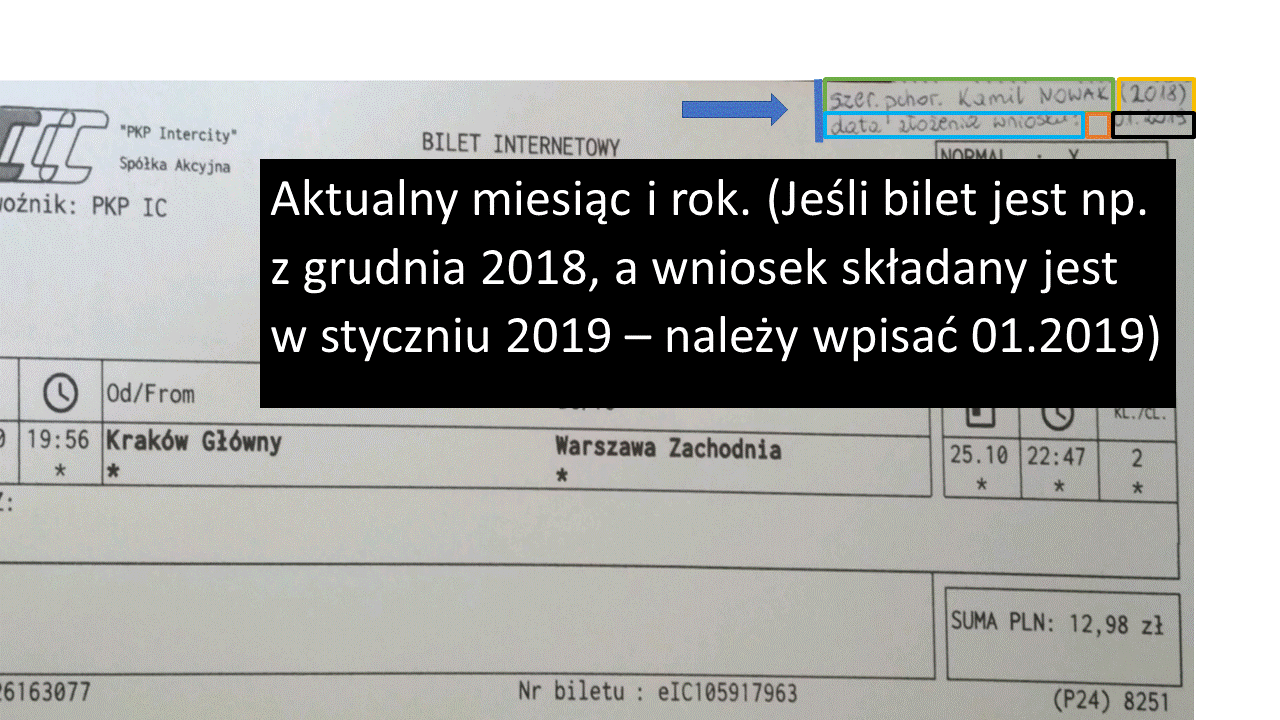 szer. pchor. Kamil NOWAK (2018)
data złożenia wniosku: 01.2019
"PKP Intercity"
Spółka Akcyjna
BILET INTERNETOWY
NORMAL : X
woźnik: PKP IC
Aktualny miesiąc i rok. (Jeśli bilet jest np.
z grudnia 2018, a wniosek składany jest
w styczniu 2019 – należy wpisać 01.2019)
Od/From
KL./CL.
19:56 Kraków Główny Warszawa Zachodnia 25.10 22:47 2
* * * * * *
Z:
SUMA PLN: 12,98 zł
26163077 Nr biletu : eIC105917963 (P24) 8251